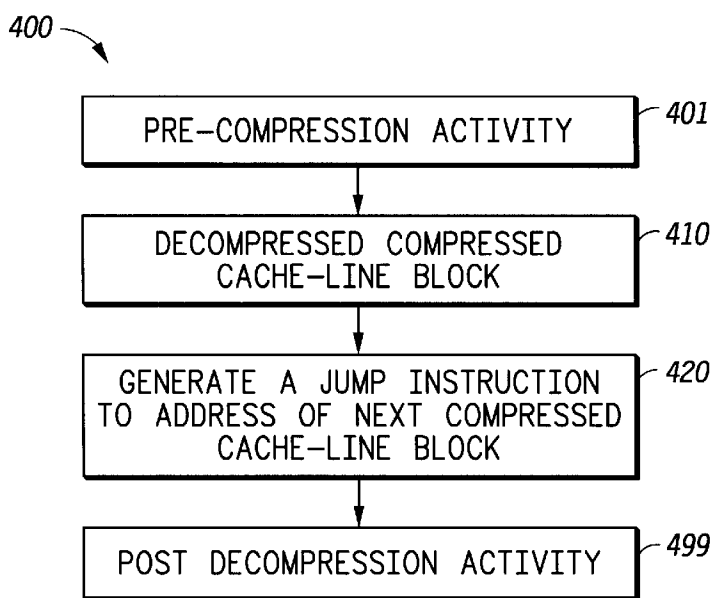 400
PRE-COMPRESSION ACTIVITY
401
DECOMPRESSED COMPRESSED
CACHE-LINE BLOCK
410
GENERATE A JUMP INSTRUCTION
TO ADDRESS OF NEXT COMPRESSED
CACHE-LINE BLOCK
420
POST DECOMPRESSION ACTIVITY
499